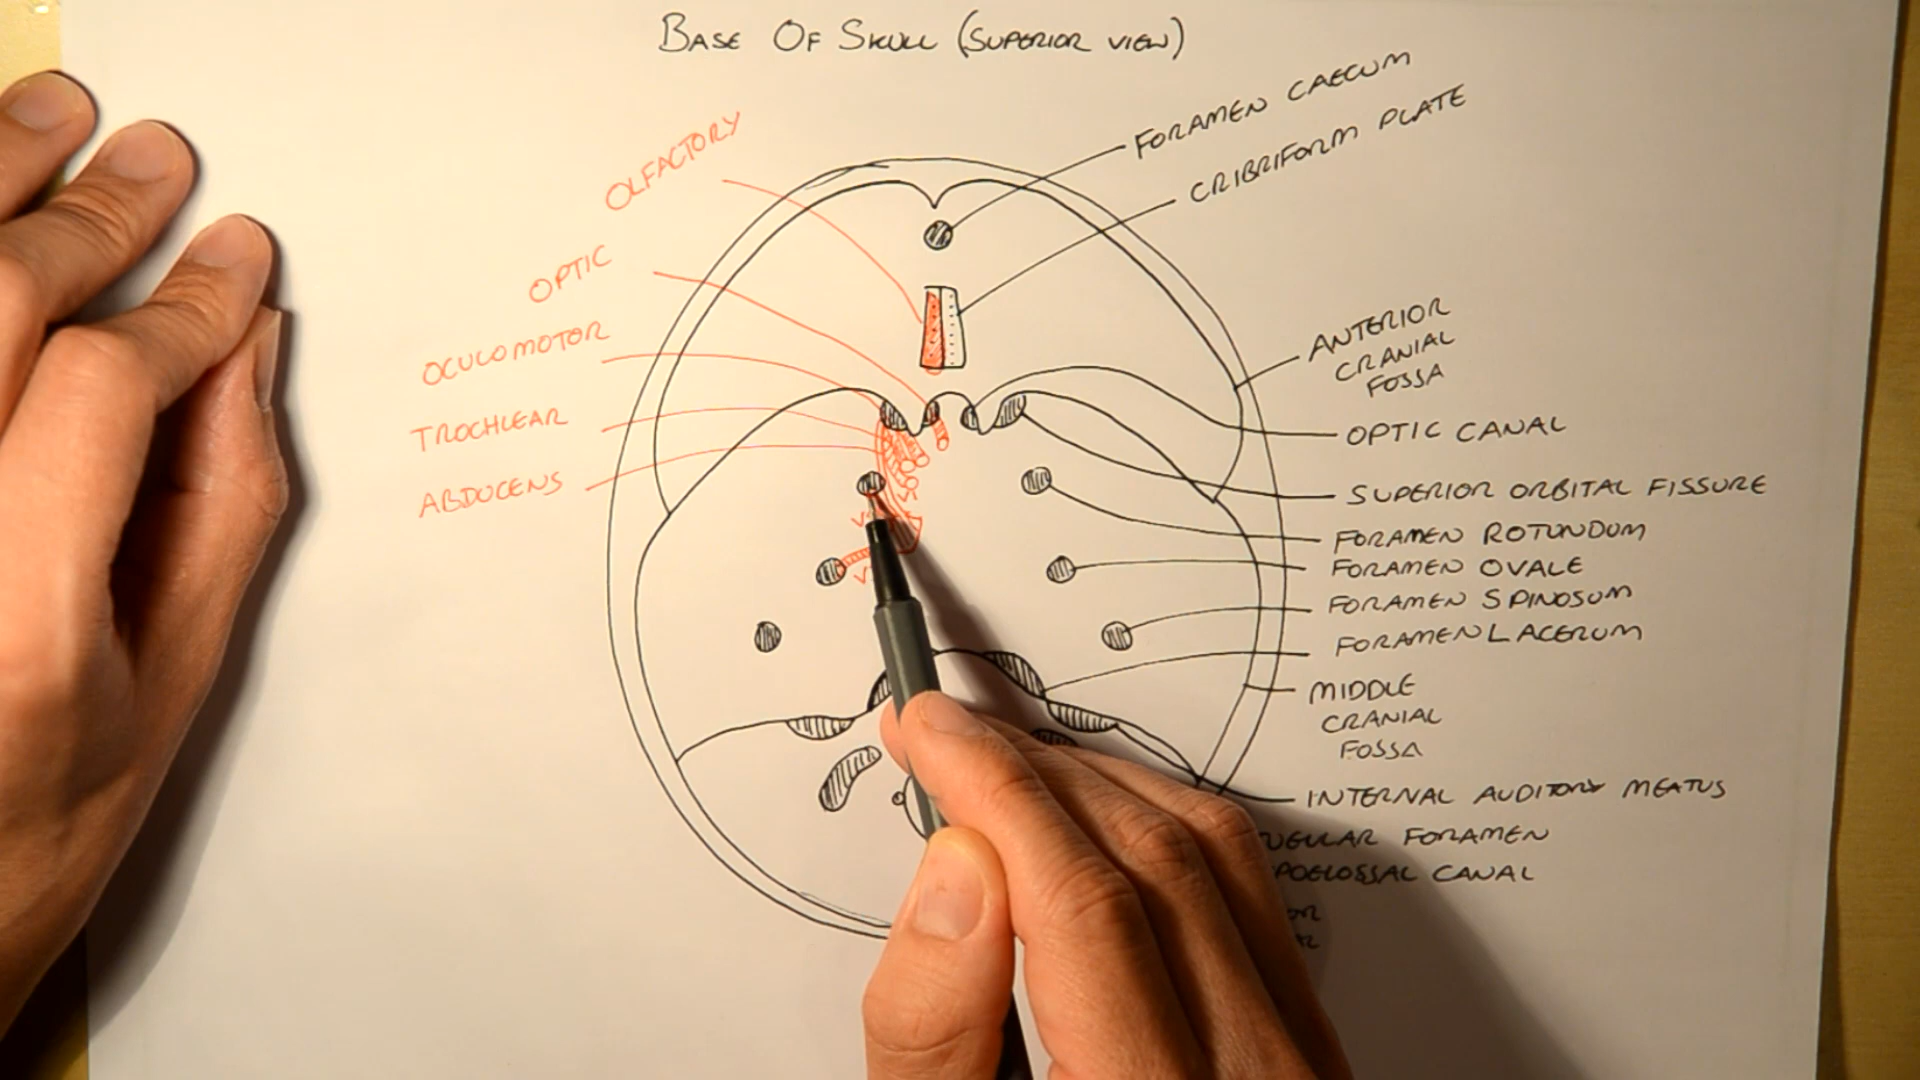 BASE OF SKULL (SUPERIOR VIEW)
OLFACTORY
OPTIC
OCULOMOTOR
TROCHLEAR
ABDUCENS
FORAMEN CAECUM
CRIBRIFORM PLATE
ANTERIOR
CRANIAL
FOSSA
OPTIC CANAL
SUPERIOR ORBITAL FISSURE
FORAMEN ROTUNDUM
FORAMEN OVALE
FORAMEN SPINOSUM
FORAMEN LACERUM
MIDDLE
CRANIAL
FOSSA
INTERNAL AUDITORY MEATUS
FORAMEN
CANAL
V
V